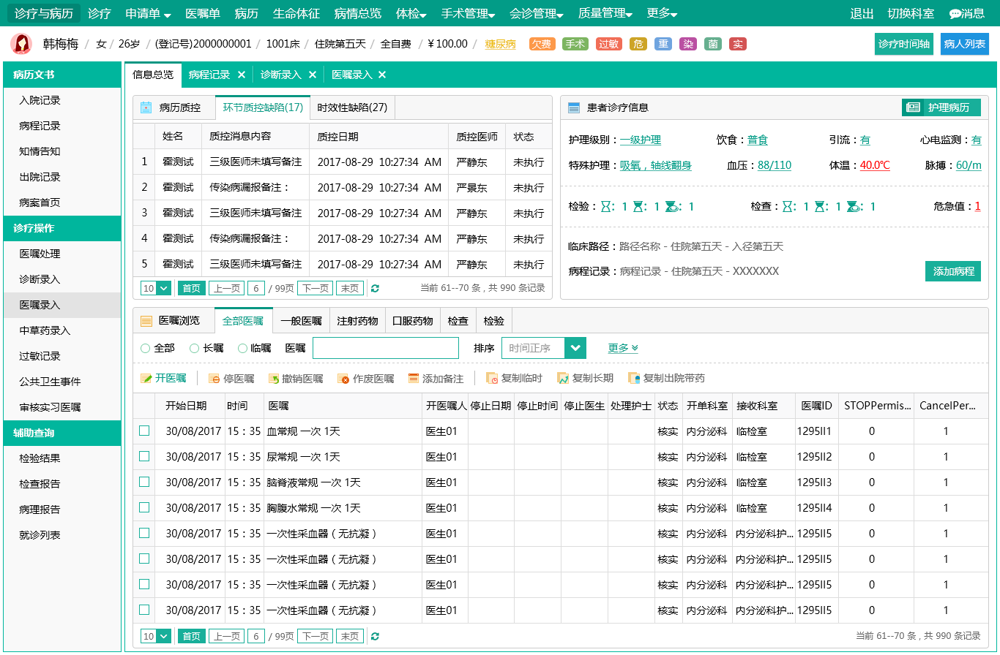 诊疗与病历 诊疗 申请单 医嘱单 病历 生命体征 病情总览 体检 手术管理 会诊管理 质量管理 更多 退出 切换科室 消息
韩梅梅 / 女 / 26岁 / (登记号)2000000001 / 1001床 / 住院第五天 / 全自费 / ￥100.00 / 糖尿病 欠费 手术 过敏 危 重 染 菌 实 诊疗时间轴 病人列表
病历文书
入院记录
病程记录
知情告知
出院记录
病案首页
诊疗操作
医嘱处理
诊断录入
医嘱录入
中草药录入
过敏记录
公共卫生事件
审核实习医嘱
辅助查询
检验结果
检查报告
病理报告
就诊列表
信息总览 病程记录 × 诊断录入 × 医嘱录入 ×
病历质控 环节质控缺陷(17) 时效性缺陷(27)
姓名 质控消息内容 质控日期 质控医师 状态
1 霍测试 三级医师未填写备注 2017-08-29 10:27:34 AM 严静东 未执行
2 霍测试 传染病漏报备注： 2017-08-29 10:27:34 AM 严景东 未执行
3 霍测试 三级医师未填写备注 2017-08-29 10:27:34 AM 严静东 未执行
4 霍测试 传染病漏报备注： 2017-08-29 10:27:34 AM 严静东 未执行
5 霍测试 三级医师未填写备注 2017-08-29 10:27:34 AM 严静东 未执行
10 首页 上一页 6 / 99页 下一页 末页 当前 61--70 条 , 共 990 条记录
患者诊疗信息 护理病历
护理级别：一级护理 饮食：普食 引流：有 心电监测：有
特殊护理：吸氧，轴线翻身 血压：88/110 体温：40.0℃ 脉搏：60/m
检验： : 1 : 1 : 1 检查： : 1 : 1 : 1 危急值：1
临床路径：路径名称 - 住院第五天 - 入径第五天
病程记录：病程记录 - 住院第五天 - XXXXXXX 添加病程
医嘱浏览 全部医嘱 一般医嘱 注射药物 口服药物 检查 检验
全部 长嘱 临嘱 医嘱 排序 时间正序 更多
开医嘱 停医嘱 撤销医嘱 作废医嘱 添加备注 复制临时 复制长期 复制出院带药
开始日期 时间 医嘱 开医嘱人 停止日期 停止时间 停止医生 处理护士 状态 开单科室 接收科室 医嘱ID STOPPermis... CancelPer...
30/08/2017 15：35 血常规 一次 1天 医生01 核实 内分泌科 临检室 1295II1 0 1
30/08/2017 15：35 尿常规 一次 1天 医生01 核实 内分泌科 临检室 1295II2 0 1
30/08/2017 15：35 脑脊液常规 一次 1天 医生01 核实 内分泌科 临检室 1295II3 0 1
30/08/2017 15：35 胸腹水常规 一次 1天 医生01 核实 内分泌科 临检室 1295II4 0 1
30/08/2017 15：35 一次性采血器（无抗凝） 医生01 核实 内分泌科 内分泌科护... 1295II5 0 1
30/08/2017 15：35 一次性采血器（无抗凝） 医生01 核实 内分泌科 内分泌科护... 1295II5 0 1
30/08/2017 15：35 一次性采血器（无抗凝） 医生01 核实 内分泌科 内分泌科护... 1295II5 0 1
30/08/2017 15：35 一次性采血器（无抗凝） 医生01 核实 内分泌科 内分泌科护... 1295II5 0 1
10 首页 上一页 6 / 99页 下一页 末页 当前 61--70 条 , 共 990 条记录